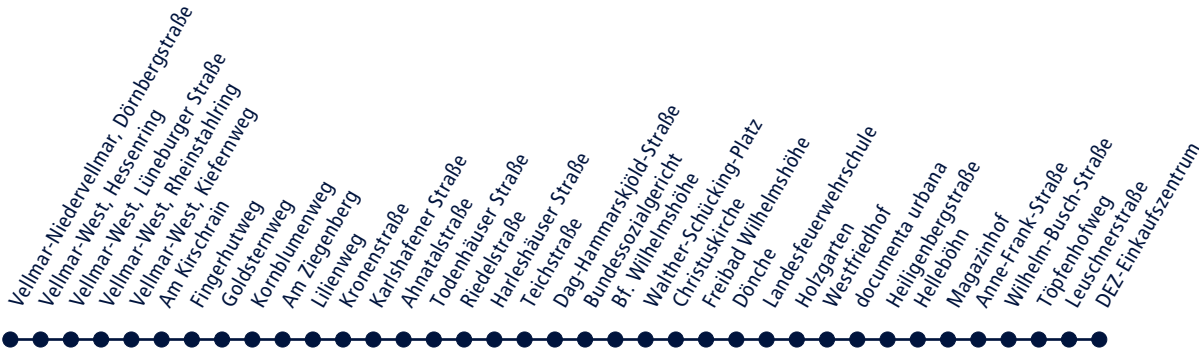 Vellmar-Niedervellmar, Dörnbergstraße
Vellmar-West, Hessenring
Vellmar-West, Lüneburger Straße
Vellmar-West, Rheinstahlring
Vellmar-West, Kiefernweg
Am Kirschrain
Fingerhutweg
Goldsternweg
Kornblumenweg
Am Ziegenberg
Lilienweg
Kronenstraße
Karlshafener Straße
Ahnatalstraße
Todenhäuser Straße
Riedelstraße
Harleshäuser Straße
Teichstraße
Dag-Hammarskjöld-Straße
Bundessozialgericht
Bf. Wilhelmshöhe
Walther-Schücking-Platz
Christuskirche
Freibad Wilhelmshöhe
Dönche
Landesfeuerwehrschule
Holzgarten
Westfriedhof
documenta urbana
Heiligenbergstraße
Helleböhn
Magazinhof
Anne-Frank-Straße
Wilhelm-Busch-Straße
Töpfenhofweg
Leuschnerstraße
DEZ-Einkaufszentrum